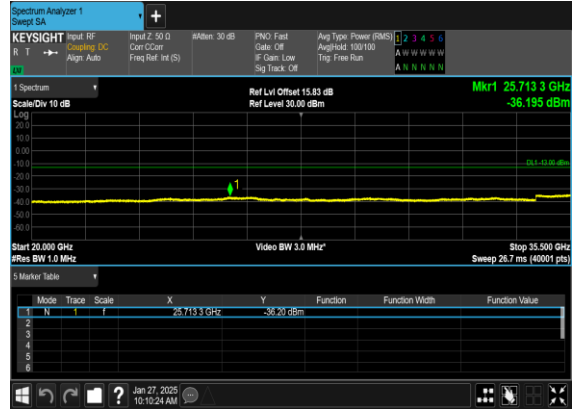 Spectrum Analyzer 1
Swept SA
+
KEYSIGHT Input: RF Input Z: 50 Ω #Atten: 30 dB PNO: Fast Avg Type: Power (RMS) 1 2 3 4 5 6
R T Coupling: DC Corr CCorr Gate: Off Avg|Hold: 100/100 A W W W W W
Align: Auto Freq Ref: Int (S) IF Gain: Low Trig: Free Run
LW Sig Track: Off A N N N N N
1 Spectrum Ref Lvl Offset 15.83 dB Mkr1 25.713 3 GHz
Scale/Div 10 dB Ref Level 30.00 dBm -36.195 dBm
Log
20.0
10.0
0.00
-10.0 DL1 -13.00 dBm
-20.0
-30.0 1
-40.0
-50.0
-60.0
Start 20.000 GHz Video BW 3.0 MHz* Stop 35.500 GHz
#Res BW 1.0 MHz Sweep 26.7 ms (40001 pts)
5 Marker Table
Mode Trace Scale X Y Function Function Width Function Value
1 N 1 f 25.713 3 GHz -36.20 dBm
2
3
4
5
6
? Jan 27, 2025
10:10:24 AM